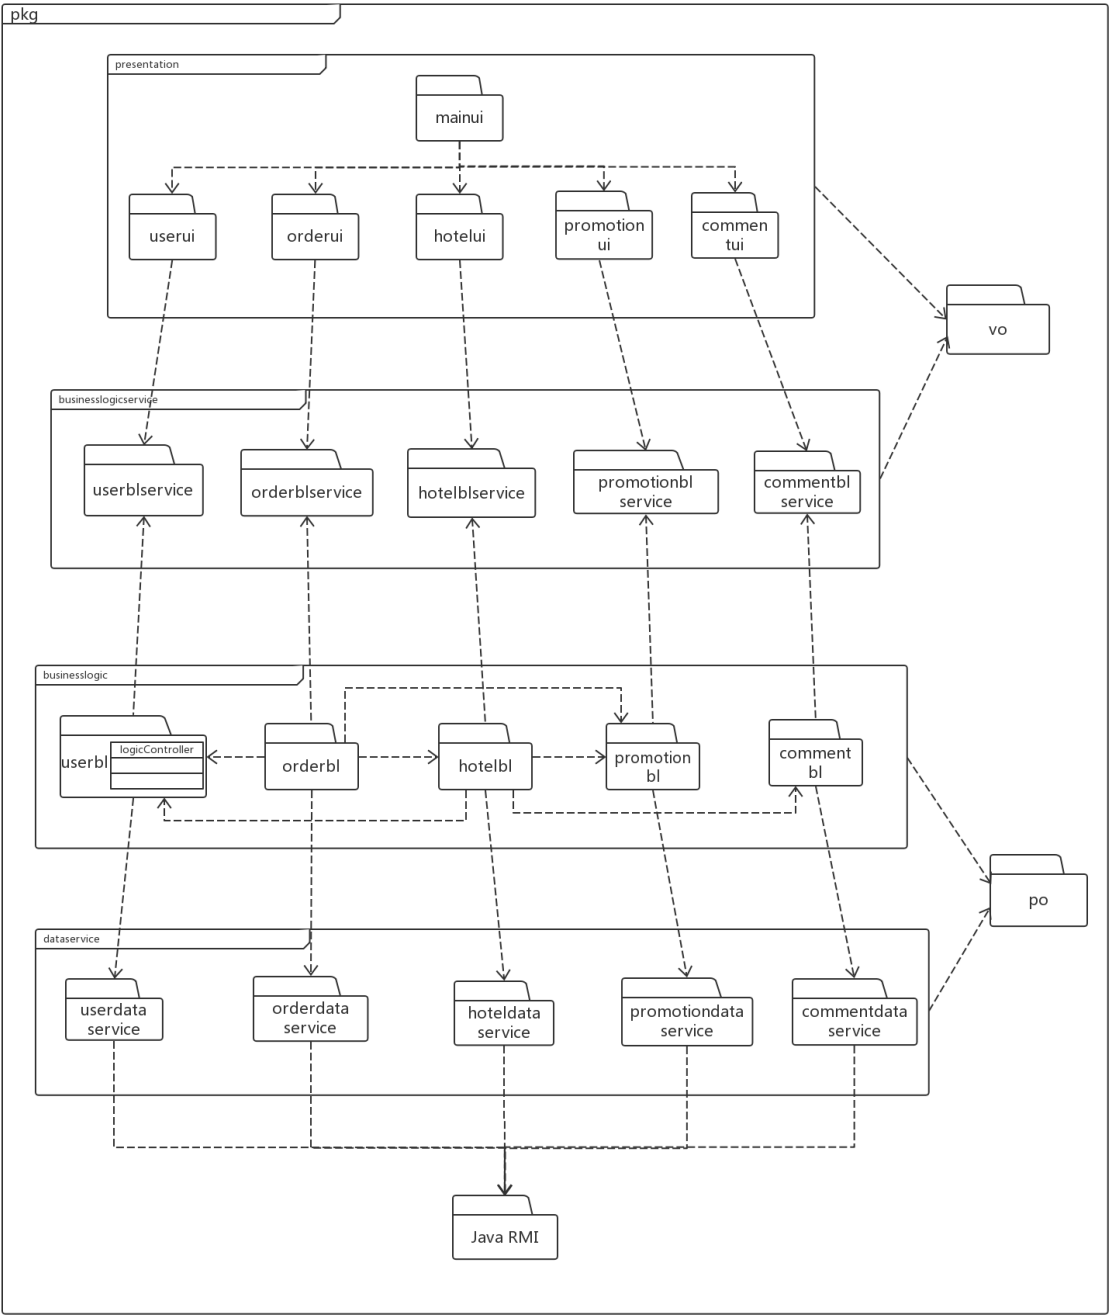 pkg
presentation
mainui
userui
orderui
hotelui
promotion
ui
commen
tui
vo
businesslogicservice
userblservice
orderblservice
hotelblservice
promotionbl
service
commentbl
service
businesslogic
userbl
logicController
orderbl
hotelbl
promotion
bl
comment
bl
po
dataservice
userdata
service
orderdata
service
hoteldata
service
promotiondata
service
commentdata
service
Java RMI